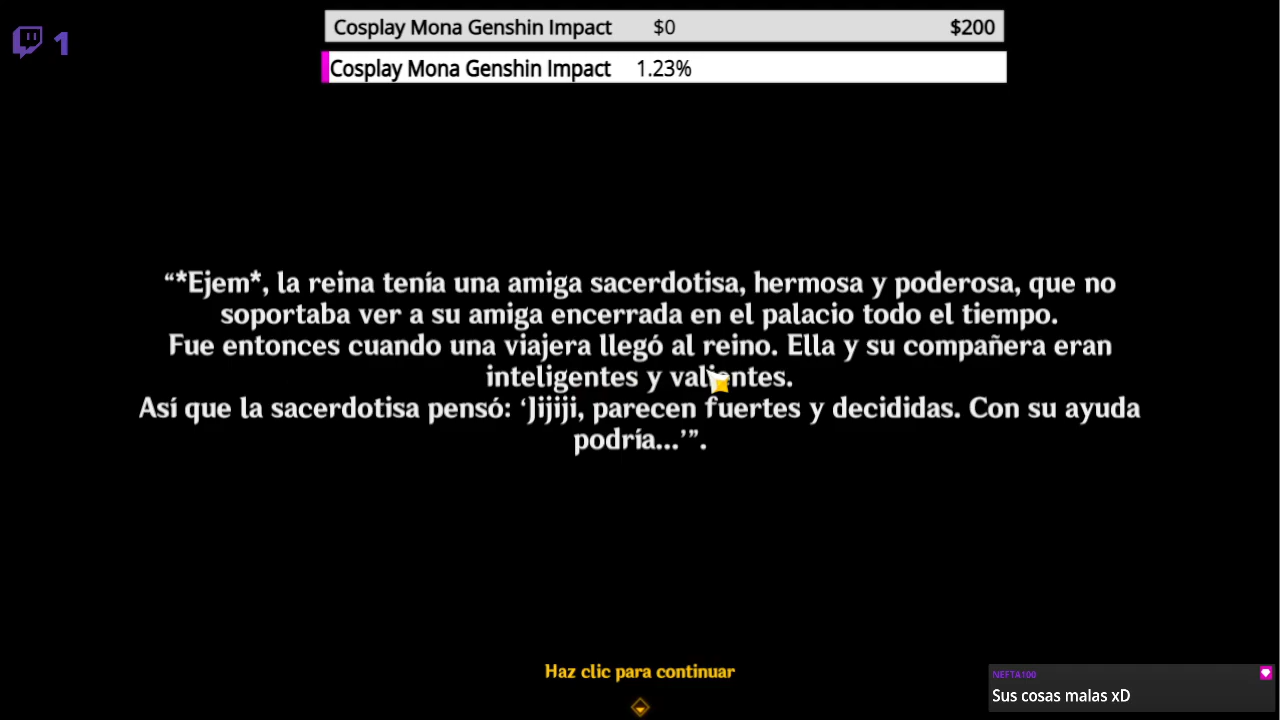 1
Cosplay Mona Genshin Impact $0 $200
Cosplay Mona Genshin Impact 1.23%
“*Ejem*, la reina tenía una amiga sacerdotisa, hermosa y poderosa, que no
soportaba ver a su amiga encerrada en el palacio todo el tiempo.
Fue entonces cuando una viajera llegó al reino. Ella y su compañera eran
inteligentes y valientes.
Así que la sacerdotisa pensó: ‘Jijiji, parecen fuertes y decididas. Con su ayuda
podría...’”.
Haz clic para continuar
NEFTA100
Sus cosas malas xD